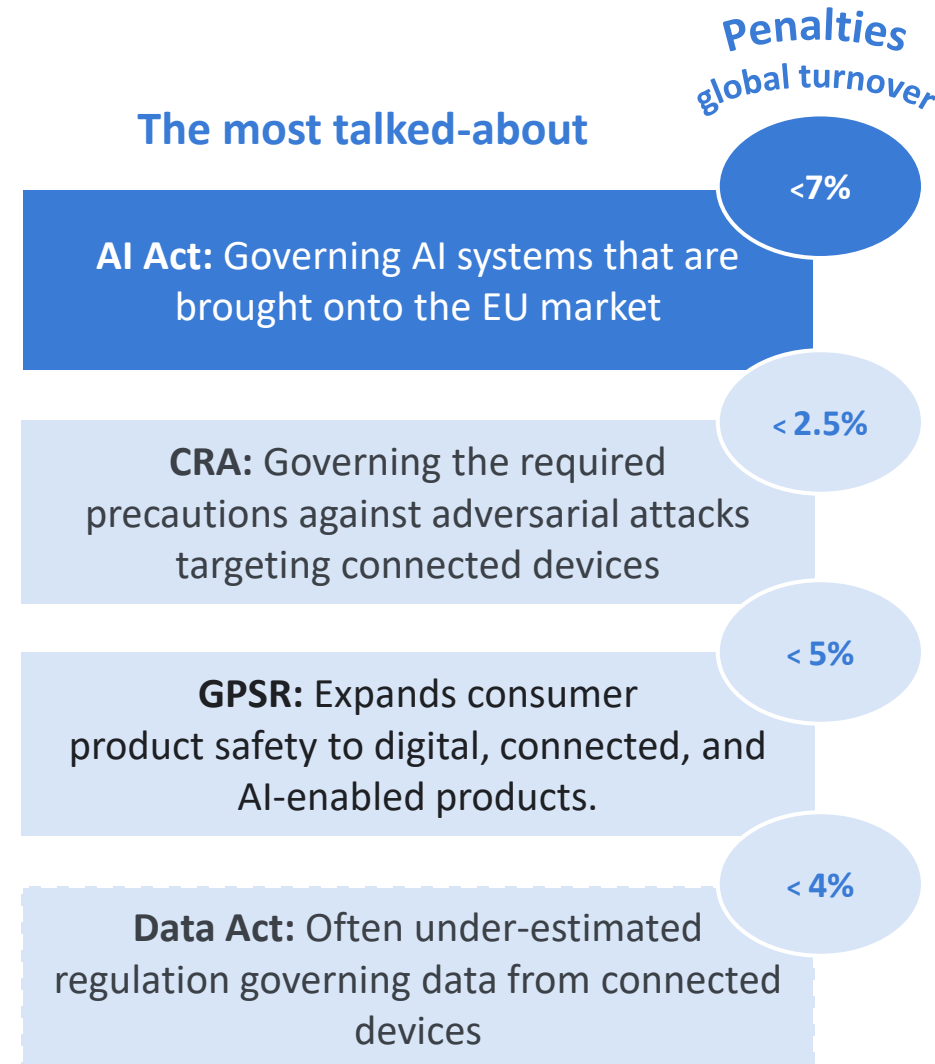 Penalties
global turnover
The most talked-about
<7%
AI Act: Governing AI systems that are
brought onto the EU market
< 2.5%
CRA: Governing the required
precautions against adversarial attacks
targeting connected devices
< 5%
GPSR: Expands consumer
product safety to digital, connected, and
AI-enabled products.
< 4%
Data Act: Often under-estimated
regulation governing data from connected
devices